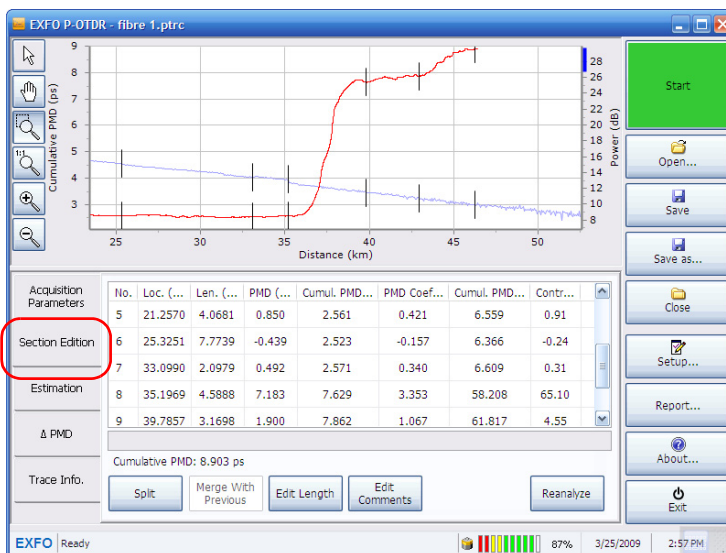 EXFO P-OTDR - fibre 1.ptrc
1:1
Cumulative PMD (ps)
9
8
7
6
5
4
3
25
30
35
40
45
50
Distance (km)
28
26
24
22
20
18
16
14
12
10
8
Power (dB)
Start
Open...
Save
Save as...
Close
Setup...
Report...
About...
Exit
Acquisition
Parameters
Section Edition
Estimation
Δ PMD
Trace Info.
No. Loc. (... Len. (... PMD (... Cumul. PMD... PMD Coef... Cumul. PMD... Contr...
5 21.2570 4.0681 0.850 2.561 0.421 6.559 0.91
6 25.3251 7.7739 -0.439 2.523 -0.157 6.366 -0.24
7 33.0990 2.0979 0.492 2.571 0.340 6.609 0.31
8 35.1969 4.5888 7.183 7.629 3.353 58.208 65.10
9 39.7857 3.1698 1.900 7.862 1.067 61.817 4.55
Cumulative PMD: 8.903 ps
Split
Merge With
Previous
Edit Length
Edit
Comments
Reanalyze
EXFO Ready
87%
3/25/2009
2:57 PM